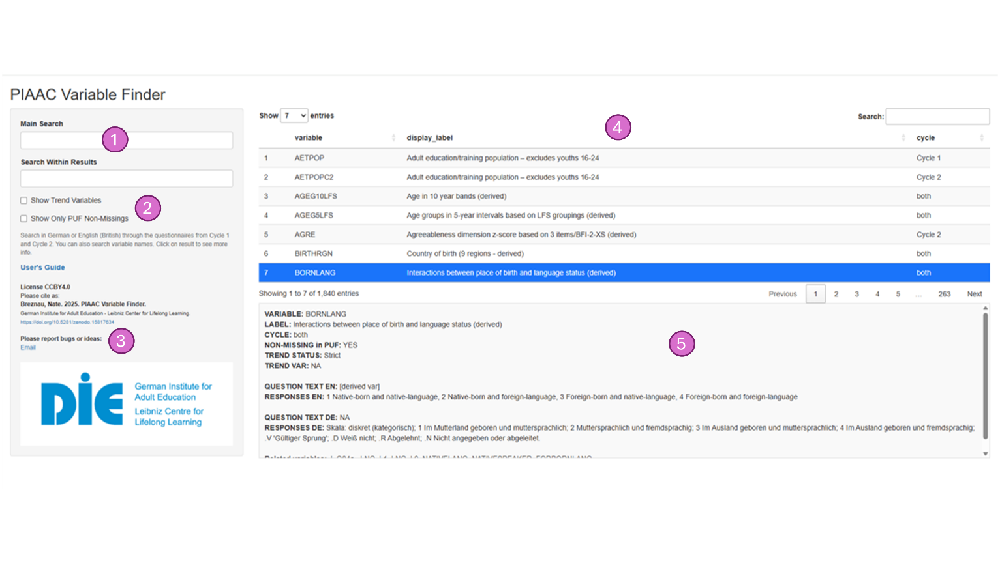 PIAAC Variable Finder
Main Search
1
Search Within Results
Show Trend Variables
2
Show Only PUF Non-Missings
Search in German or English (British) through the questionnaires from Cycle 1
and Cycle 2. You can also search variable names. Click on result to see more
info.
User's Guide
License CCBY4.0
Please cite as:
Breznau, Nate. 2025. PIAAC Variable Finder.
German Institute for Adult Education - Leibniz Center for Lifelong Learning.
https://doi.org/10.5281/zenodo.15817634
Please report bugs or ideas:
3
Email
DIE
German Institute for
Adult Education
Leibniz Centre for
Lifelong Learning
Show 7 entries
4
Search:
variable display_label cycle
1 AETPOP Adult education/training population – excludes youths 16-24 Cycle 1
2 AETPOPC2 Adult education/training population – excludes youths 16-24 Cycle 2
3 AGEG10LFS Age in 10 year bands (derived) both
4 AGEG5LFS Age groups in 5-year intervals based on LFS groupings (derived) both
5 AGRE Agreeableness dimension z-score based on 3 items/BFI-2-XS (derived) Cycle 2
6 BIRTHRGN Country of birth (9 regions - derived) both
7 BORNLANG Interactions between place of birth and language status (derived) both
Showing 1 to 7 of 1,840 entries
Previous 1 2 3 4 5 … 263 Next
VARIABLE: BORNLANG
LABEL: Interactions between place of birth and language status (derived)
CYCLE: both
NON-MISSING in PUF: YES
5
TREND STATUS: Strict
TREND VAR: NA
QUESTION TEXT EN: [derived var]
RESPONSES EN: 1 Native-born and native-language, 2 Native-born and foreign-language, 3 Foreign-born and native-language, 4 Foreign-born and foreign-language
QUESTION TEXT DE: NA
RESPONSES DE: Skala: diskret (kategorisch); 1 Im Mutterland geboren und muttersprachlich; 2 Muttersprachlich und fremdsprachig; 3 Im Ausland geboren und muttersprachlich; 4 Im Ausland geboren und fremdsprachig;
.V 'Gültiger Sprung'; .D Weiß nicht; .R Abgelehnt; .N Nicht angegeben oder abgeleitet.